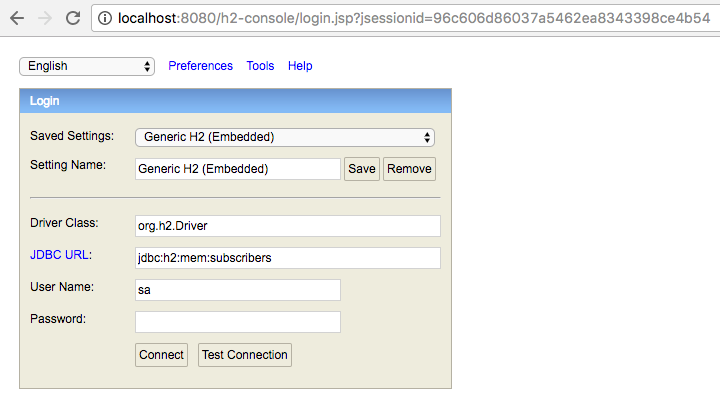 localhost:8080/h2-console/login.jsp?jsessionid=96c606d86037a5462ea8343398ce4b54
English Preferences Tools Help
Login
Saved Settings: Generic H2 (Embedded)
Setting Name: Generic H2 (Embedded) Save Remove
Driver Class: org.h2.Driver
JDBC URL: jdbc:h2:mem:subscribers
User Name: sa
Password:
Connect Test Connection